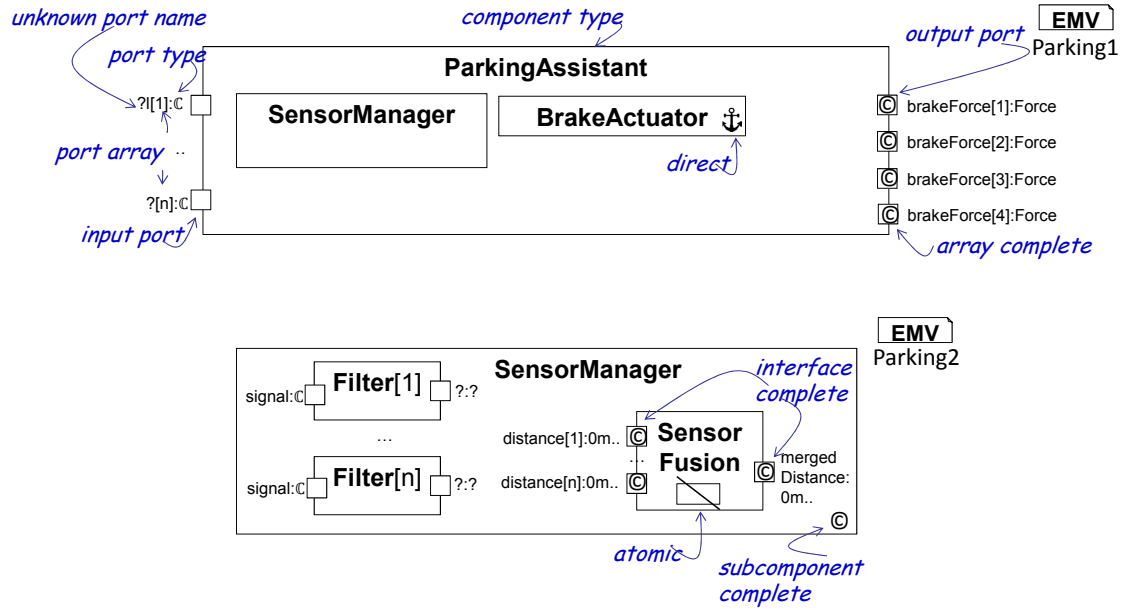 unknown port name
component type
output port
EMV
Parking1
port type
ParkingAssistant
?I[1]:ℂ
SensorManager
BrakeActuator
© brakeForce[1]:Force
port array
..
direct
© brakeForce[2]:Force
© brakeForce[3]:Force
?[n]:ℂ
© brakeForce[4]:Force
input port
array complete
EMV
Parking2
SensorManager
interface
complete
signal:ℂ
Filter[1]
?:?
...
signal:ℂ
Filter[n]
?:?
distance[1]:0m.. ©
...
distance[n]:0m.. ©
Sensor
Fusion
© merged
Distance:
0m..
©
atomic
subcomponent
complete